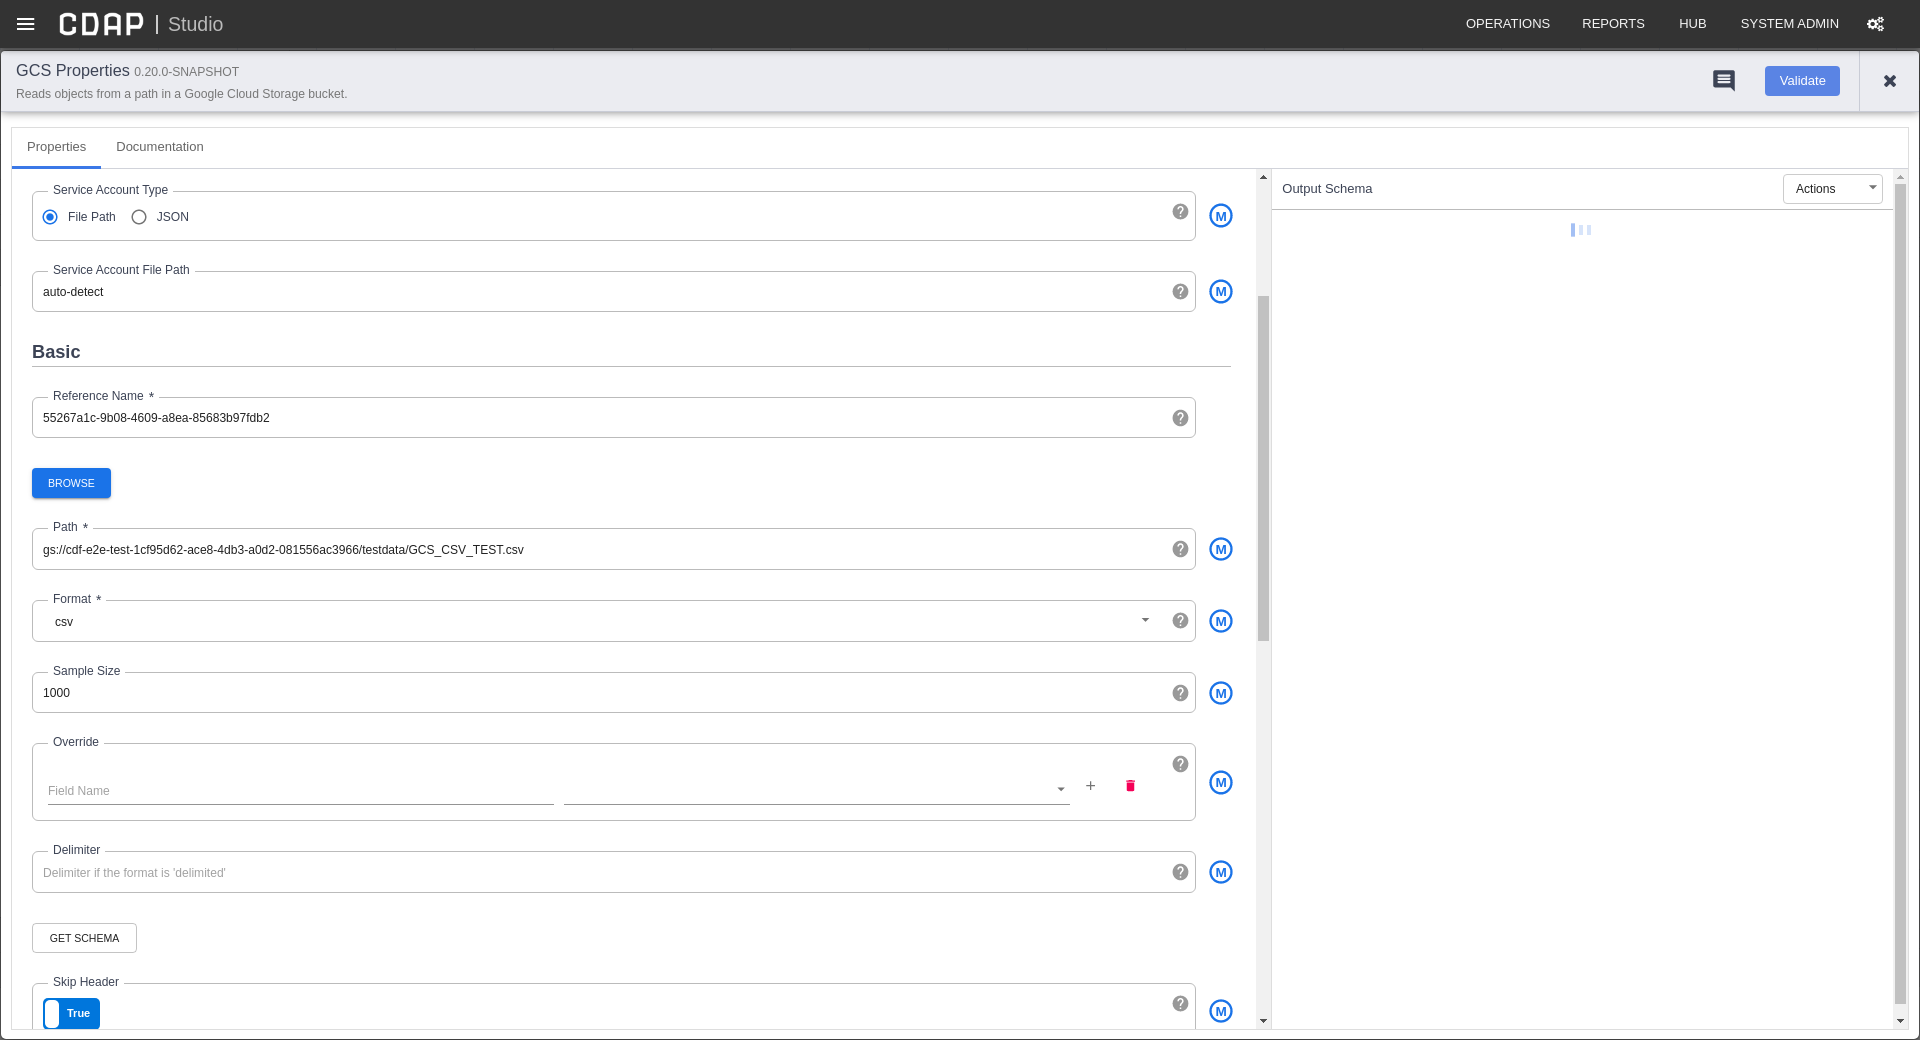 CDAP | Studio
OPERATIONS REPORTS HUB SYSTEM ADMIN
GCS Properties 0.20.0-SNAPSHOT
Reads objects from a path in a Google Cloud Storage bucket.
Validate
Properties Documentation
Service Account Type
File Path JSON
M
Service Account File Path
auto-detect
M
Basic
Reference Name *
55267a1c-9b08-4609-a8ea-85683b97fdb2
BROWSE
Path *
gs://cdf-e2e-test-1cf95d62-ace8-4db3-a0d2-081556ac3966/testdata/GCS_CSV_TEST.csv
M
Format *
csv
M
Sample Size
1000
M
Override
Field Name
M
Delimiter
Delimiter if the format is 'delimited'
M
GET SCHEMA
Skip Header
True
M
Output Schema
Actions